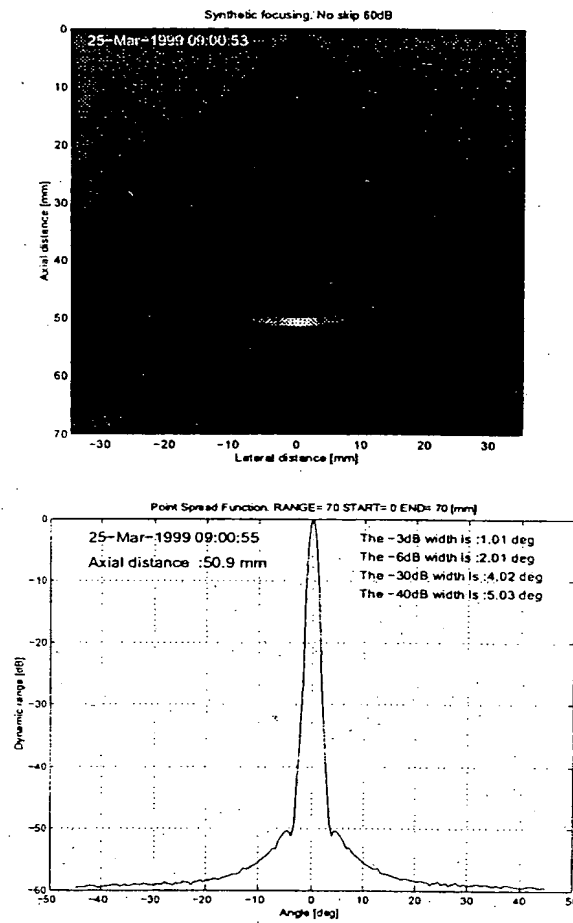 Synthetic focusing. No skip 60dB
25-Mar-1999 09:00:53
0
10
20
30
40
50
60
70
Axial distance [mm]
-30
-20
-10
0
10
20
30
Lateral distance [mm]
Point Spread Function. RANGE= 70 START= 0 END= 70 [mm]
25-Mar-1999 09:00:55
Axial distance :50.9 mm
The -3dB width is :1.01 deg
The -6dB width is :2.01 deg
The -30dB width is :4.02 deg
The -40dB width is :5.03 deg
0
-10
-20
-30
-40
-50
-60
Dynamic range [dB]
-50
-40
-30
-20
-10
0
10
20
30
40
50
Angle [deg]